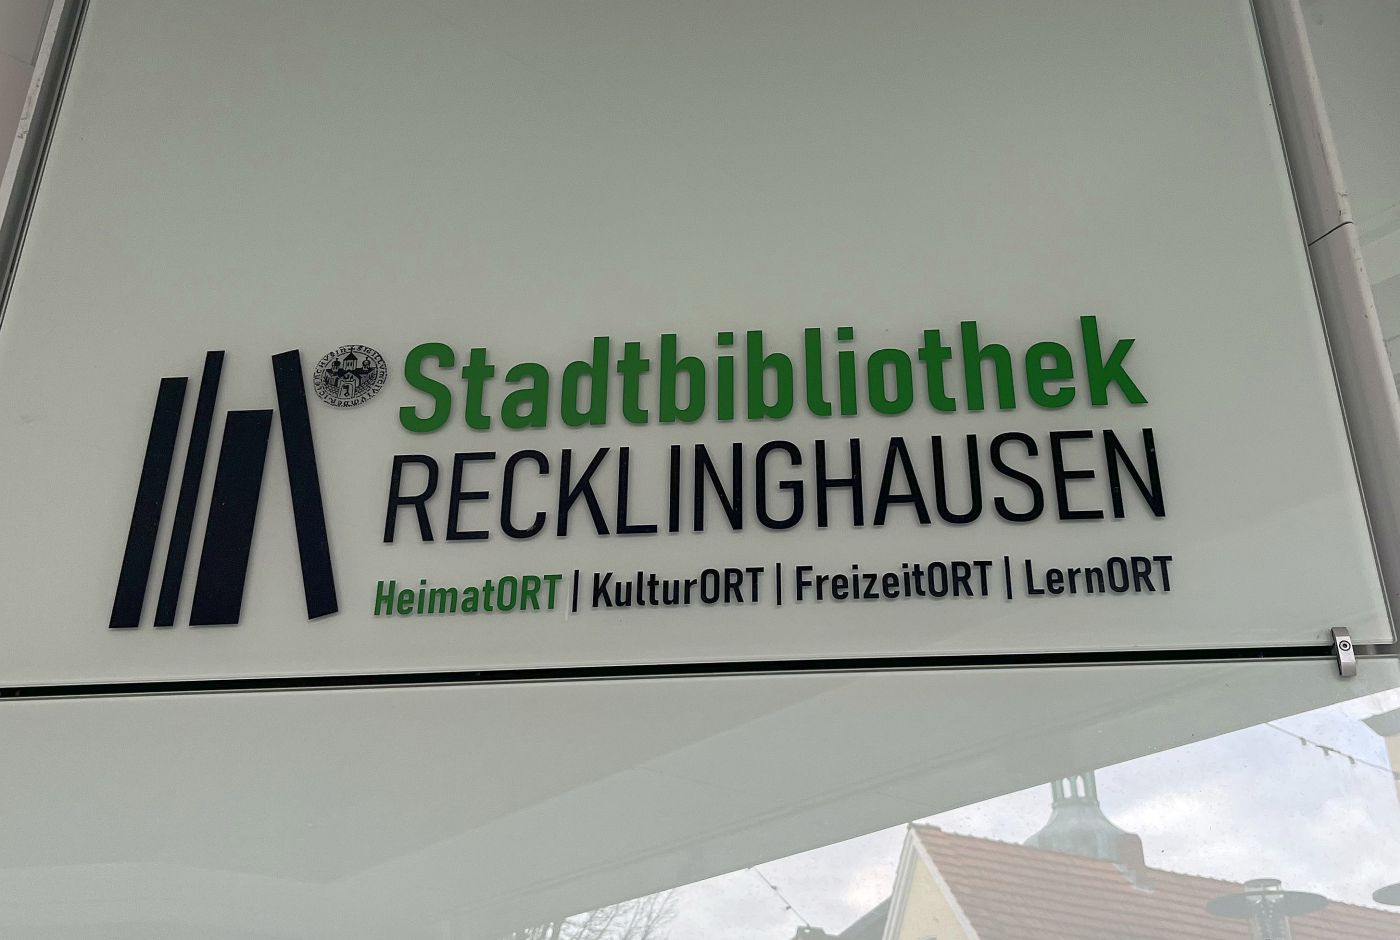 Stadtbibliothek
RECKLINGHAUSEN
HeimatORT | KulturORT | FreizeitORT | LernORT